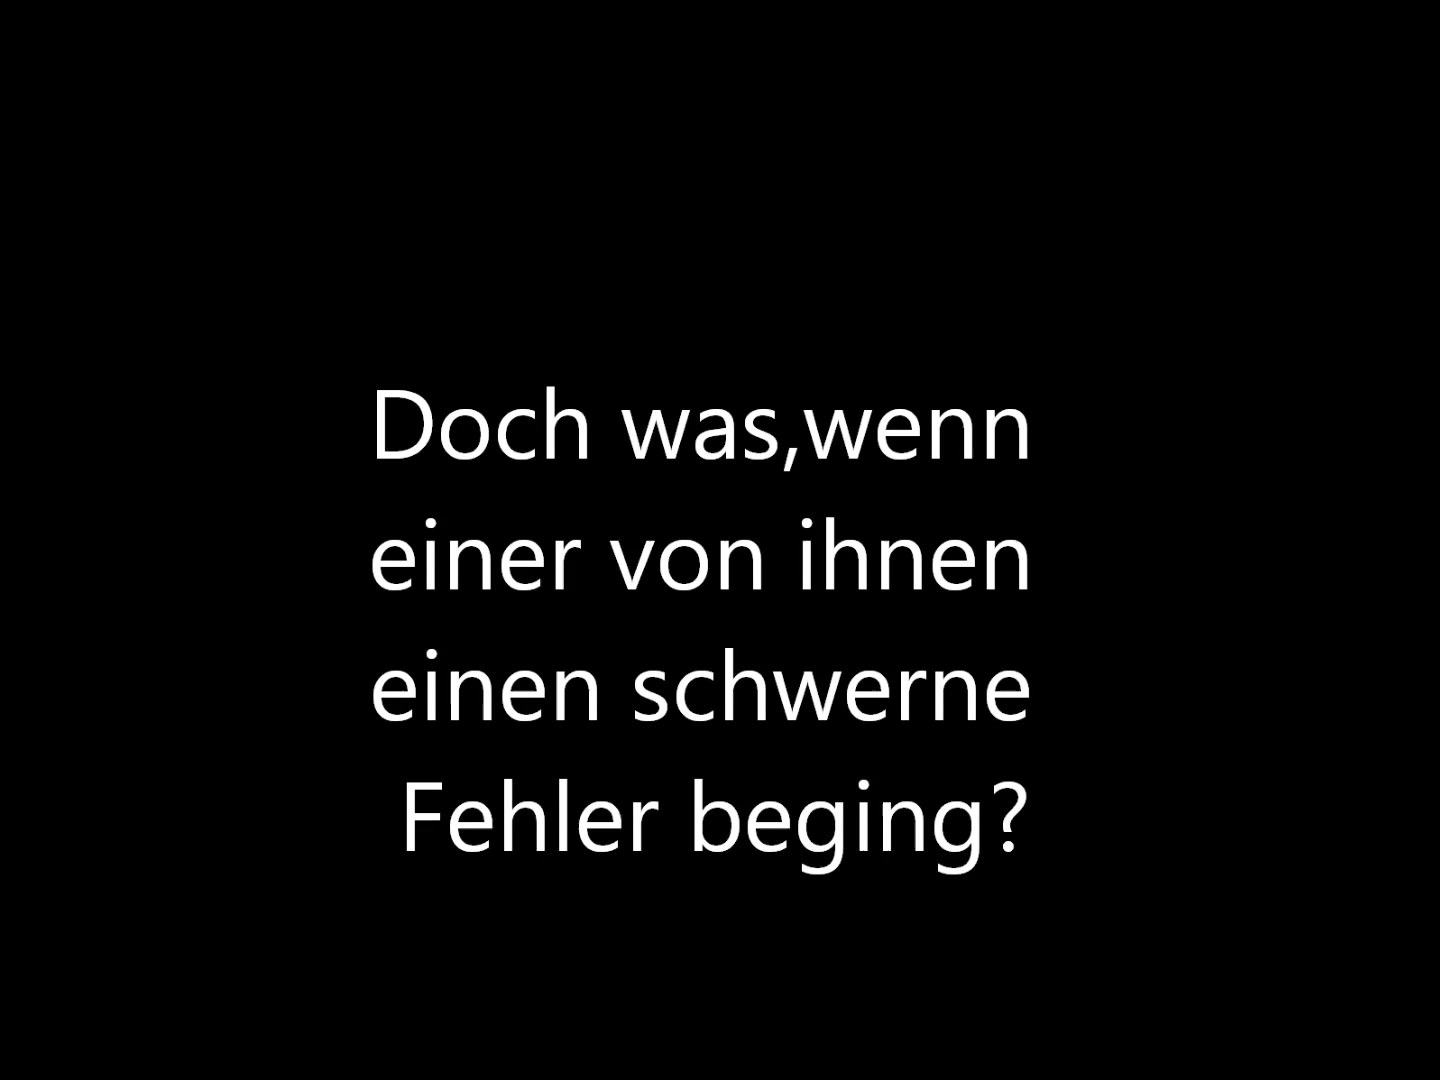 Doch was,wenn
einer von ihnen
einen schwerne
Fehler beging?